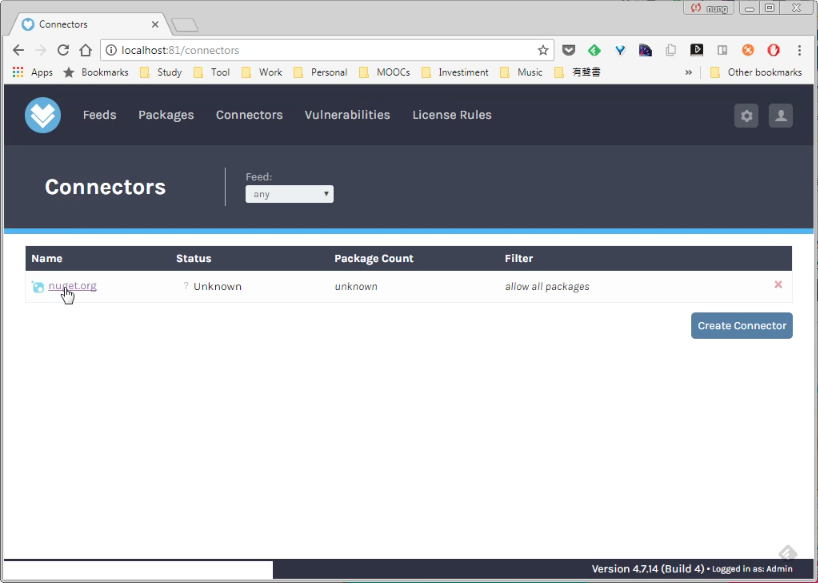 Connectors
localhost:81/connectors
Apps Bookmarks Study Tool Work Personal MOOCs Investiment Music 有聲書 » Other bookmarks
Feeds Packages Connectors Vulnerabilities License Rules
Connectors
Feed:
any
Name Status Package Count Filter
nuget.org ? Unknown unknown allow all packages
Create Connector
Version 4.7.14 (Build 4) • Logged in as: Admin